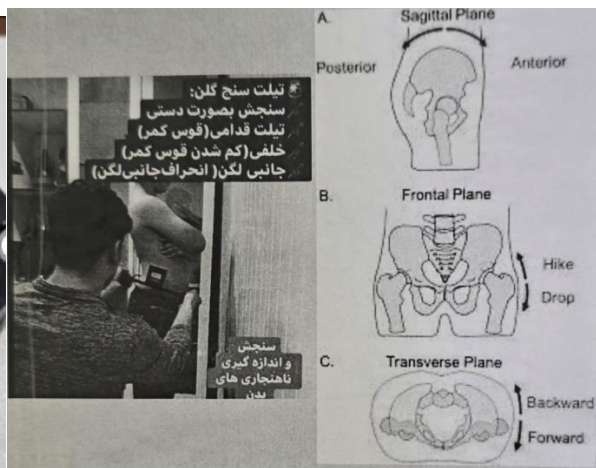 تیلت سنج گلن:
سنجش بصورت دستی
تیلت قدامی(قوس کمر)
خلفی(کم شدن قوس کمر)
جانبی لگن( انحراف‌جانبی‌لگن)
سنجش
و اندازه گیری
ناهنجاری های
بدن
A.
Sagittal Plane
Posterior
Anterior
B.
Frontal Plane
Hike
Drop
C.
Transverse Plane
Backward
Forward